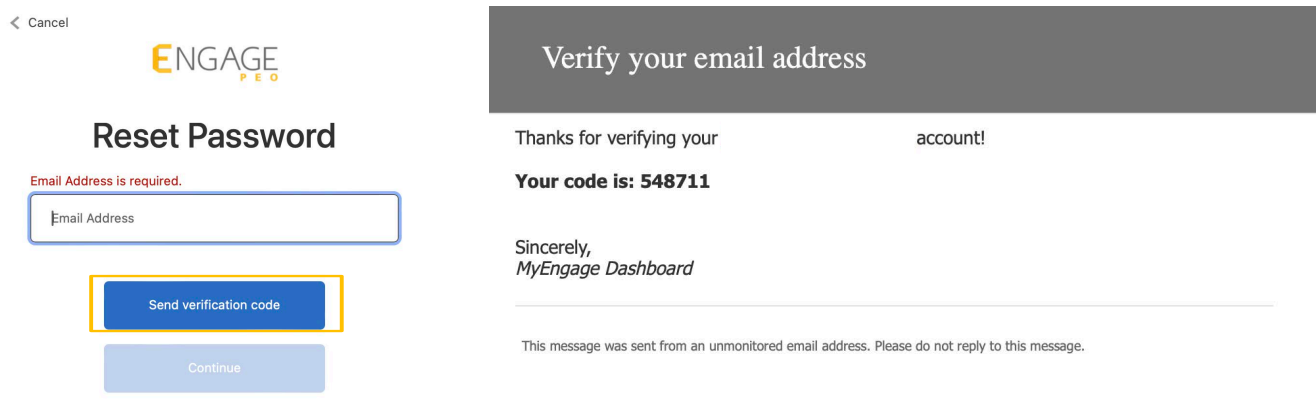 Cancel
ENGAGE
PEO
Reset Password
Email Address is required.
Email Address
Send verification code
Continue
Verify your email address
Thanks for verifying your account!
Your code is: 548711
Sincerely,
MyEngage Dashboard
This message was sent from an unmonitored email address. Please do not reply to this message.